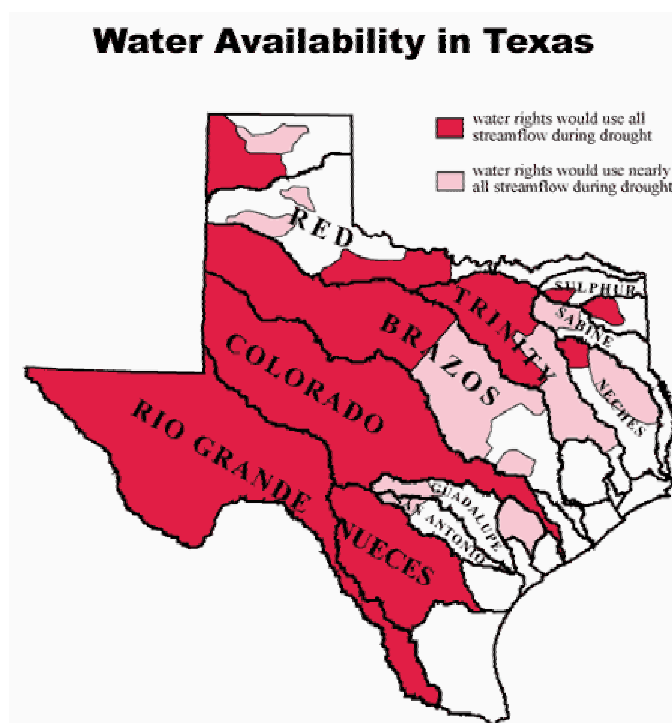 Water Availability in Texas
water rights would use all
streamflow during drought
water rights would use nearly
all streamflow during drought
RED
SULPHUR
TRINITY
SABINE
BRAZOS
COLORADO
NECHES
RIO GRANDE
GUADALUPE
SAN ANTONIO
NUECES